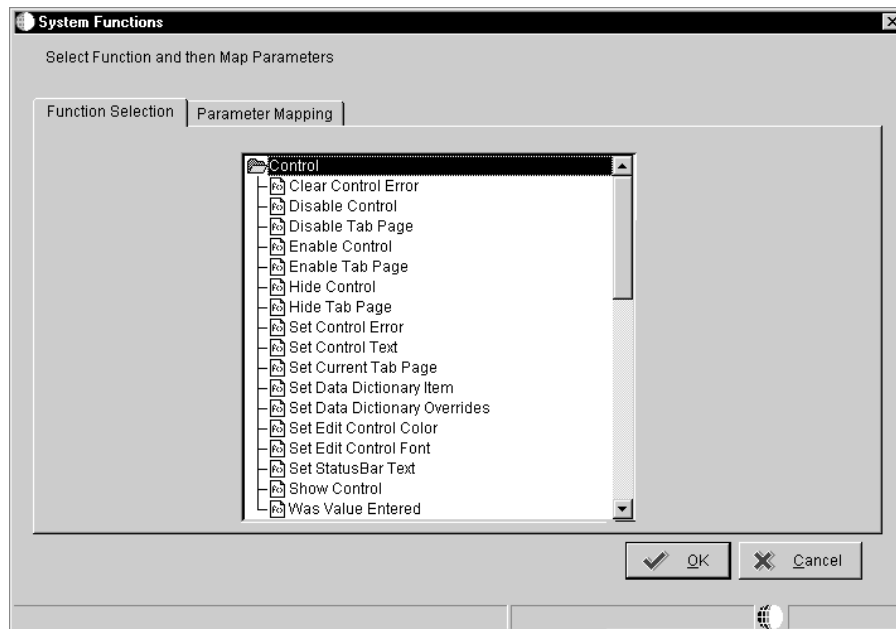 System Functions
Select Function and then Map Parameters
Function Selection
Parameter Mapping
Control
Clear Control Error
Disable Control
Disable Tab Page
Enable Control
Enable Tab Page
Hide Control
Hide Tab Page
Set Control Error
Set Control Text
Set Current Tab Page
Set Data Dictionary Item
Set Data Dictionary Overrides
Set Edit Control Color
Set Edit Control Font
Set StatusBar Text
Show Control
Was Value Entered
OK
Cancel